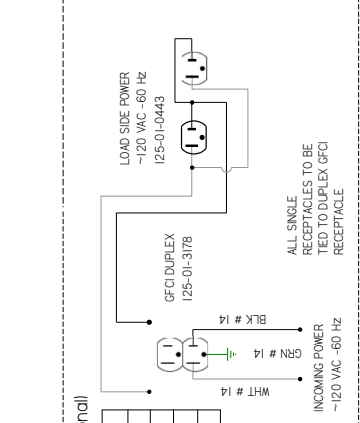 LOAD SIDE POWER
~120 VAC -60 Hz
125-01-0443
GFCI DUPLEX
125-01-3178
ALL SINGLE
RECEPTACLES TO BE
TIED TO DUPLEX GFCI
RECEPTACLE
BLK # 14
GRN # 14
WHT # 14
INCOMING POWER
~120 VAC -60 Hz
nal)